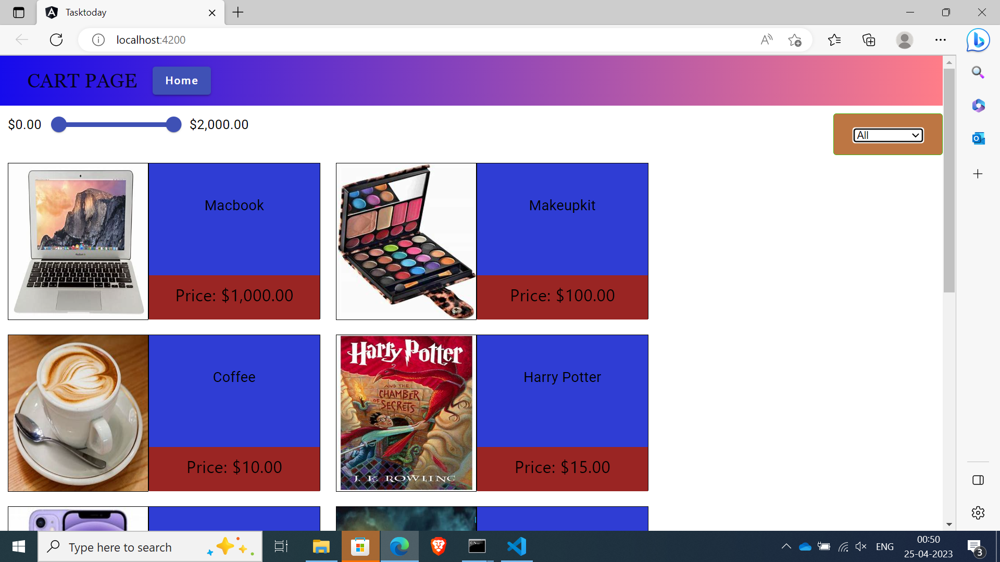 Tasktoday
localhost:4200
CART PAGE
Home
$0.00
$2,000.00
All
Macbook
Price: $1,000.00
Makeupkit
Price: $100.00
Coffee
Price: $10.00
Harry Potter
AND THE
CHAMBER
OF SECRETS
J. K. ROWLING
Price: $15.00
Type here to search
ENG
00:50
25-04-2023
3